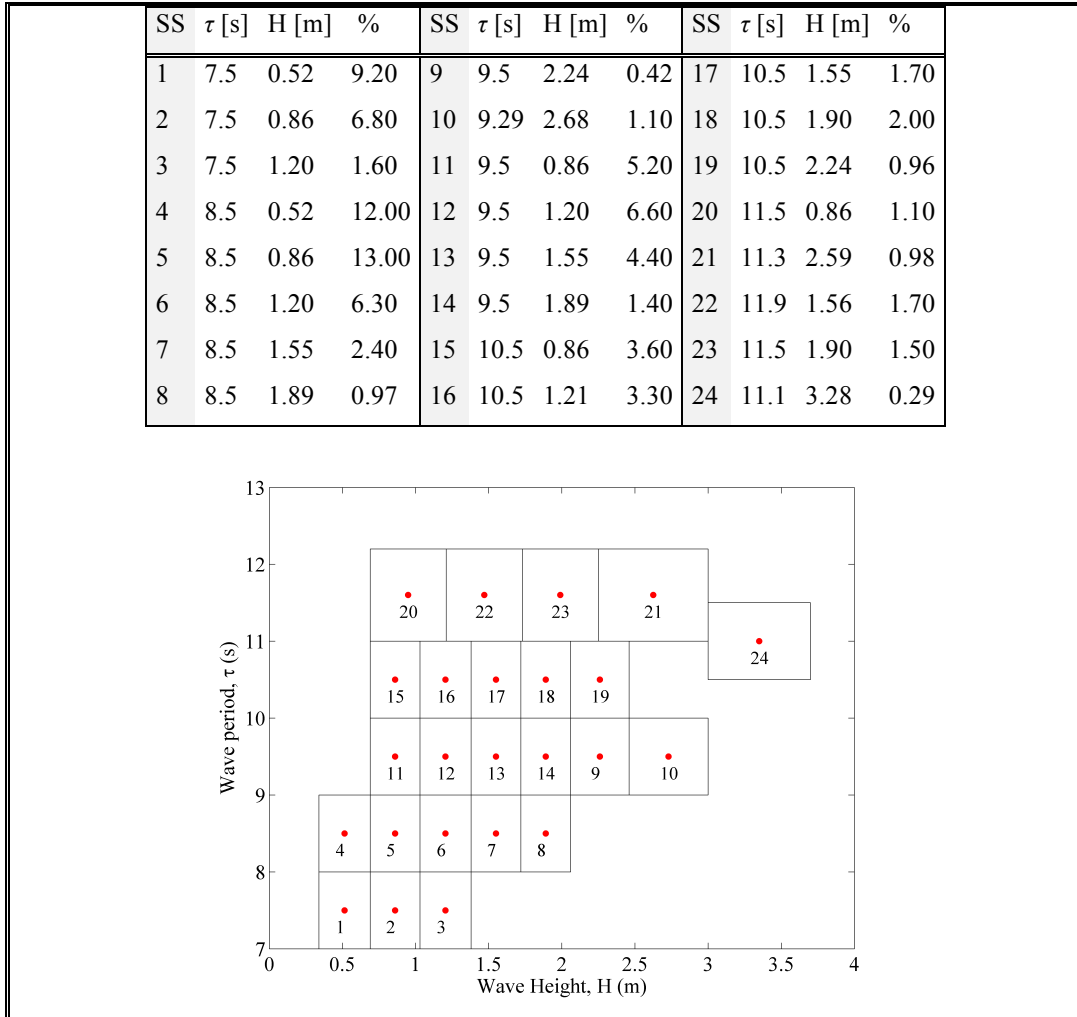 SS τ [s] H [m] % SS τ [s] H [m] % SS τ [s] H [m] %
1 7.5 0.52 9.20 9 9.5 2.24 0.42 17 10.5 1.55 1.70
2 7.5 0.86 6.80 10 9.29 2.68 1.10 18 10.5 1.90 2.00
3 7.5 1.20 1.60 11 9.5 0.86 5.20 19 10.5 2.24 0.96
4 8.5 0.52 12.00 12 9.5 1.20 6.60 20 11.5 0.86 1.10
5 8.5 0.86 13.00 13 9.5 1.55 4.40 21 11.3 2.59 0.98
6 8.5 1.20 6.30 14 9.5 1.89 1.40 22 11.9 1.56 1.70
7 8.5 1.55 2.40 15 10.5 0.86 3.60 23 11.5 1.90 1.50
8 8.5 1.89 0.97 16 10.5 1.21 3.30 24 11.1 3.28 0.29
13
12
20 22 23 21
11
24
15 16 17 18 19
10
11 12 13 14 9 10
9
4 5 6 7 8
8
1 2 3
7
0 0.5 1 1.5 2 2.5 3 3.5 4
Wave period, τ (s)
Wave Height, H (m)